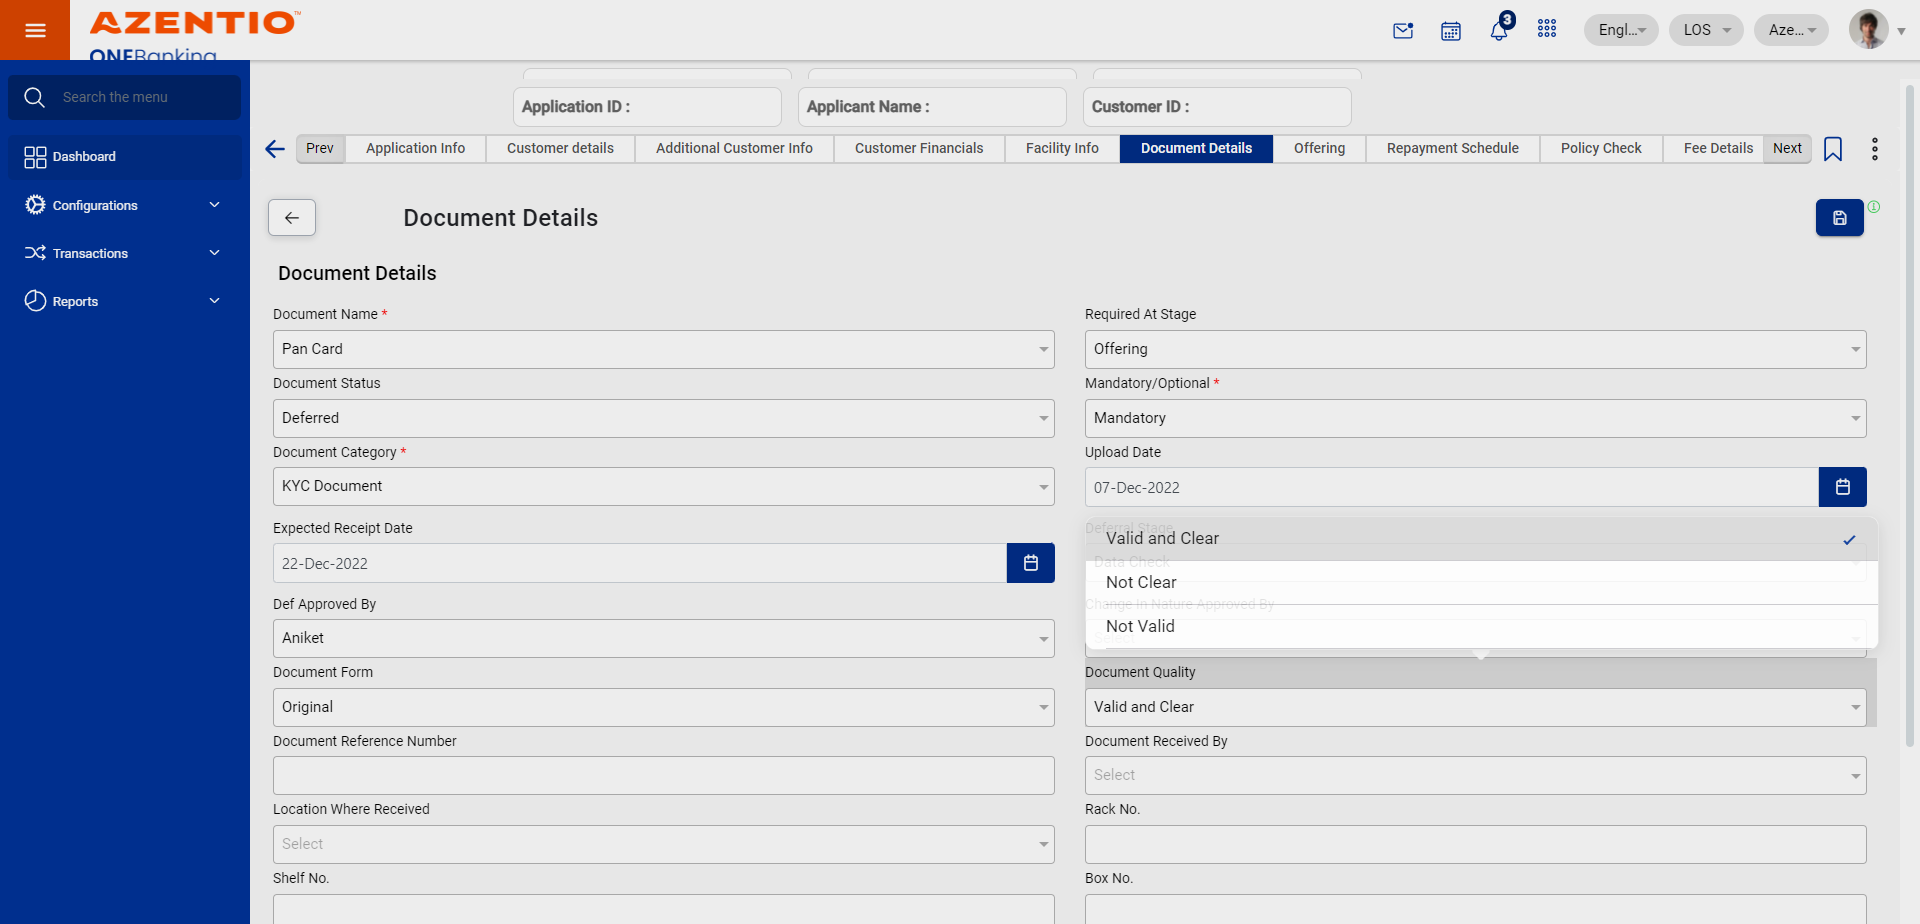 AZENTIO™
ONEBanking
3
Engl...
LOS
Aze...
Search the menu
Dashboard
Configurations
Transactions
Reports
Application ID :
Applicant Name :
Customer ID :
Prev
Application Info
Customer details
Additional Customer Info
Customer Financials
Facility Info
Document Details
Offering
Repayment Schedule
Policy Check
Fee Details
Next
Document Details
Document Details
Document Name *
Required At Stage
Pan Card
Offering
Document Status
Mandatory/Optional *
Deferred
Mandatory
Document Category *
Upload Date
KYC Document
07-Dec-2022
Expected Receipt Date
Deferral Stage
Valid and Clear
22-Dec-2022
Data Check
Not Clear
Def Approved By
Change In Nature Approved By
Not Valid
Aniket
Select
Document Form
Document Quality
Original
Valid and Clear
Document Reference Number
Document Received By
Select
Location Where Received
Rack No.
Select
Shelf No.
Box No.